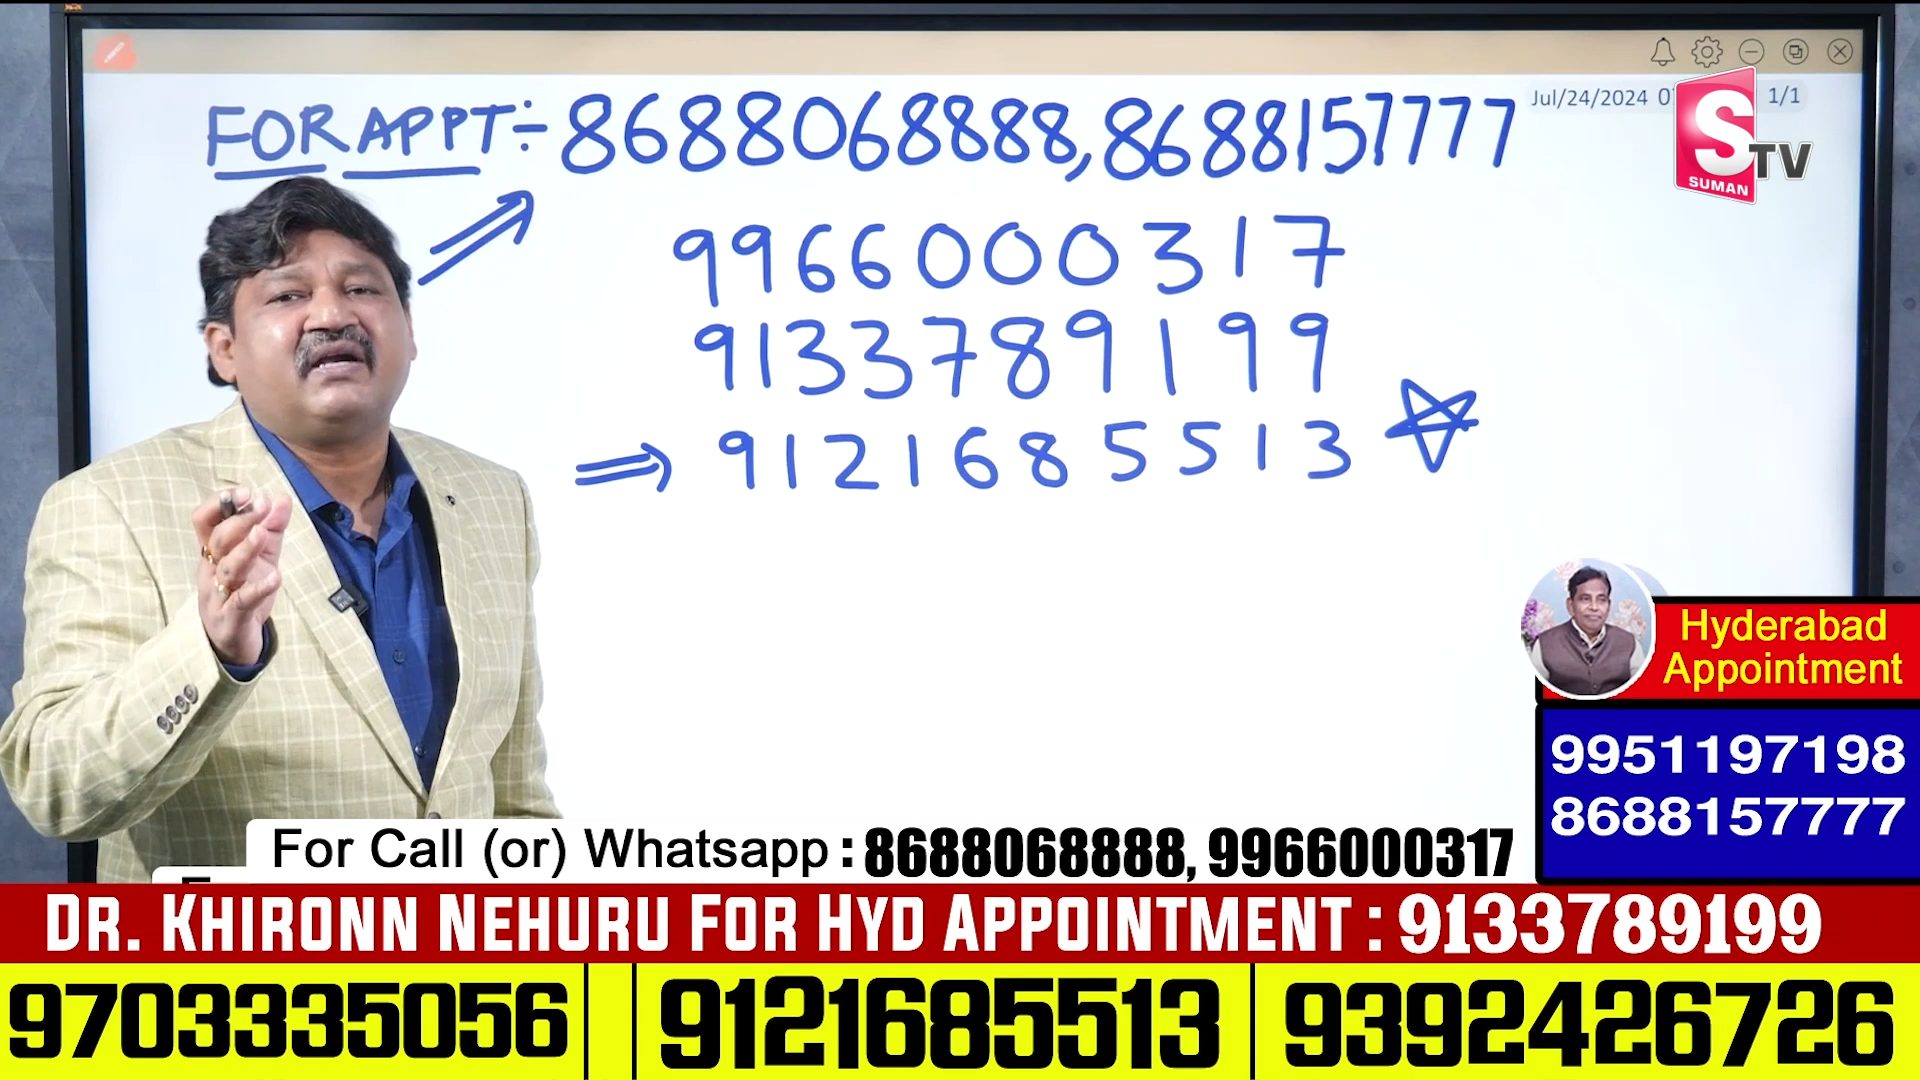 FOR APPT:- 8688068888, 8688157777
Jul/24/2024 1/1
S TV
SUMAN
9966000317
9133789199
9121685513
Hyderabad
Appointment
9951197198
8688157777
For Call (or) Whatsapp : 8688068888, 9966000317
DR. KHIRONN NEHURU FOR HYD APPOINTMENT : 9133789199
9703335056 9121685513 9392426726